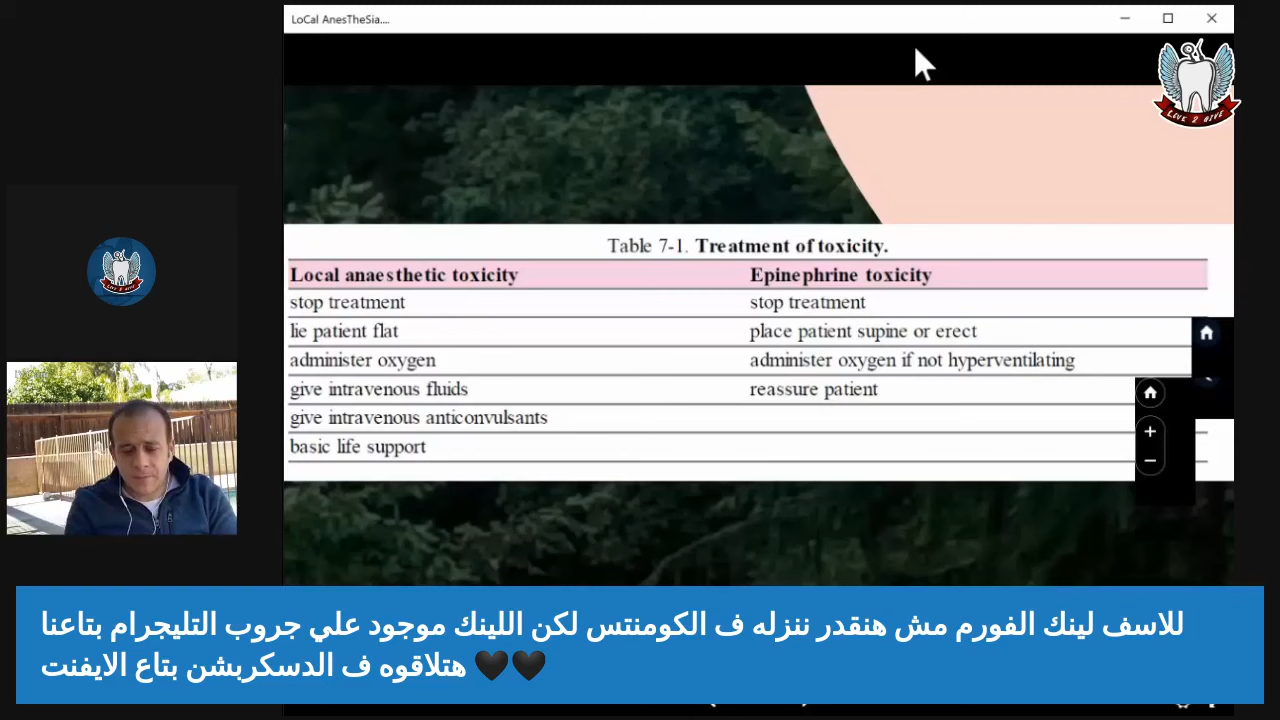 LoCal AnesTheSia....
LOVE 2 GIVE
Table 7-1. Treatment of toxicity.
Local anaesthetic toxicity Epinephrine toxicity
stop treatment stop treatment
lie patient flat place patient supine or erect
administer oxygen administer oxygen if not hyperventilating
give intravenous fluids reassure patient
give intravenous anticonvulsants
basic life support
للاسف لينك الفورم مش هنقدر ننزله ف الكومنتس لكن اللينك موجود علي جروب التليجرام بتاعنا
هتلاقوه ف الدسكربشن بتاع الايفنت 🖤🖤